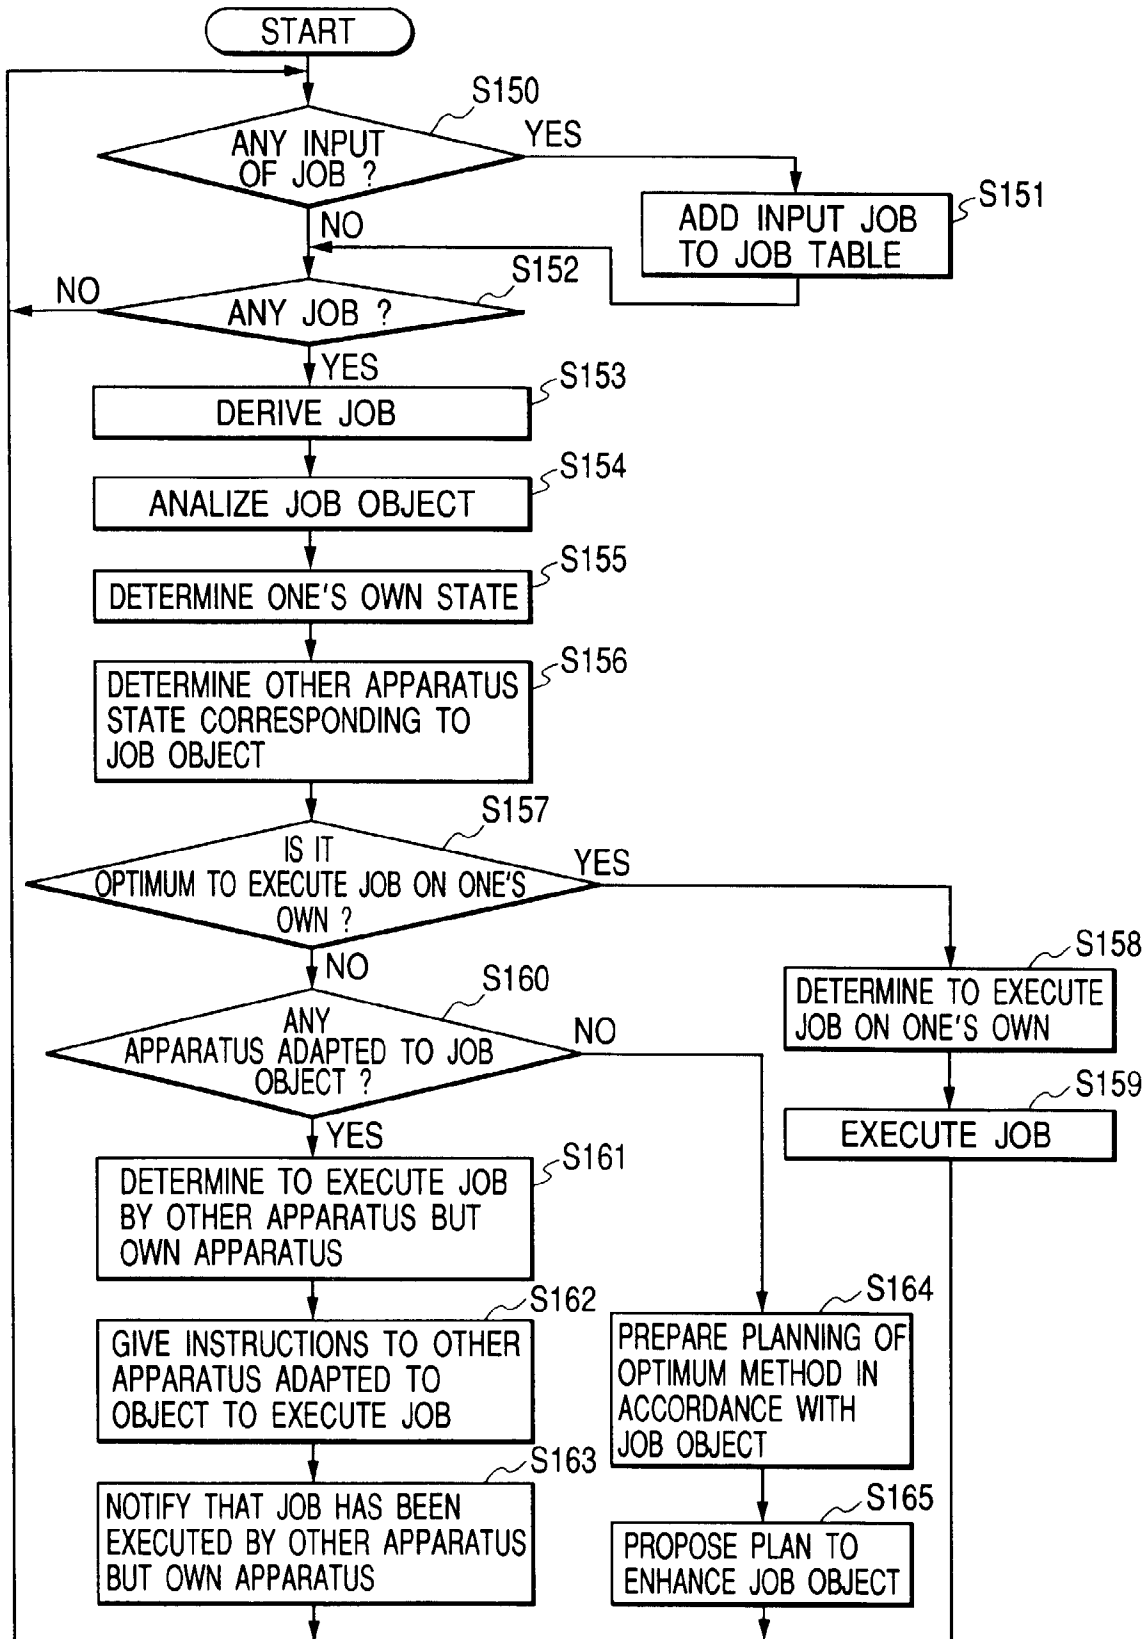 START
S150
ANY INPUT
OF JOB ?
YES
S151
ADD INPUT JOB
TO JOB TABLE
NO
S152
NO
ANY JOB ?
YES
S153
DERIVE JOB
S154
ANALIZE JOB OBJECT
S155
DETERMINE ONE'S OWN STATE
S156
DETERMINE OTHER APPARATUS
STATE CORRESPONDING TO
JOB OBJECT
S157
IS IT
OPTIMUM TO EXECUTE JOB ON ONE'S
OWN ?
YES
NO
S158
DETERMINE TO EXECUTE
JOB ON ONE'S OWN
S159
EXECUTE JOB
S160
ANY
APPARATUS ADAPTED TO JOB
OBJECT ?
NO
YES
S161
DETERMINE TO EXECUTE JOB
BY OTHER APPARATUS BUT
OWN APPARATUS
S162
GIVE INSTRUCTIONS TO OTHER
APPARATUS ADAPTED TO
OBJECT TO EXECUTE JOB
S163
NOTIFY THAT JOB HAS BEEN
EXECUTED BY OTHER APPARATUS
BUT OWN APPARATUS
S164
PREPARE PLANNING OF
OPTIMUM METHOD IN
ACCORDANCE WITH
JOB OBJECT
S165
PROPOSE PLAN TO
ENHANCE JOB OBJECT